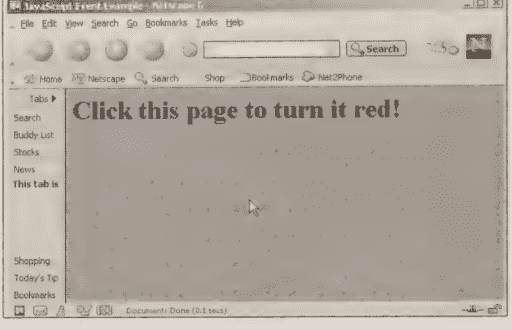 JavaScript Event Example - Netscape 6
File Edit View Search Go Bookmarks Tasks Help
Search
Home Netscape Search Shop Bookmarks Net2Phone
Tabs
Click this page to turn it red!
Search
Buddy List
Stocks
News
This tab is
Shopping
Today's Tip
Bookmarks
Document: Done (0.1 secs)